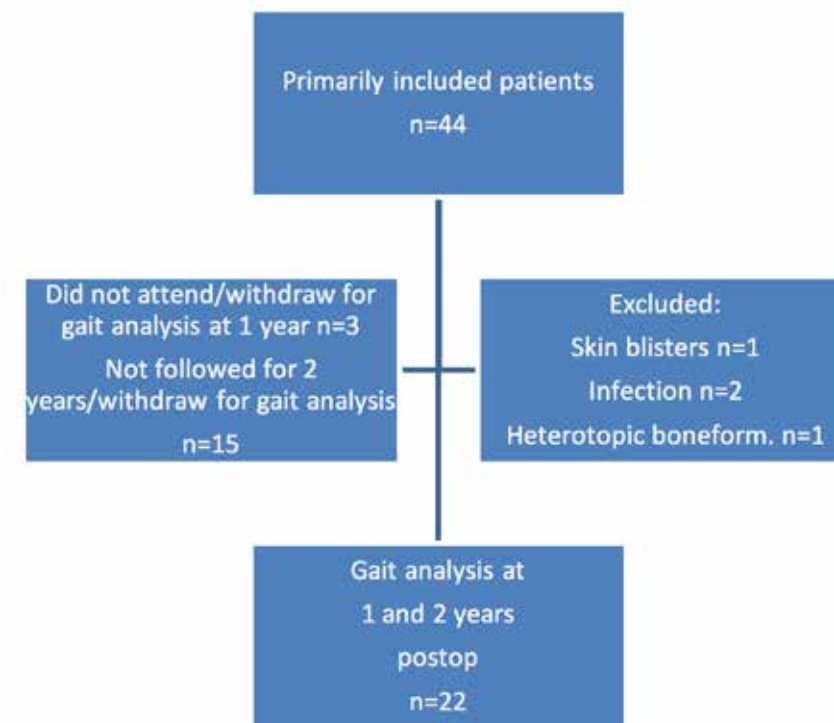 Primarily included patients
n=44
Did not attend/withdraw for
gait analysis at 1 year n=3
Not followed for 2
years/withdraw for gait analysis
n=15
Excluded:
Skin blisters n=1
Infection n=2
Heterotopic boneform. n=1
Gait analysis at
1 and 2 years
postop
n=22